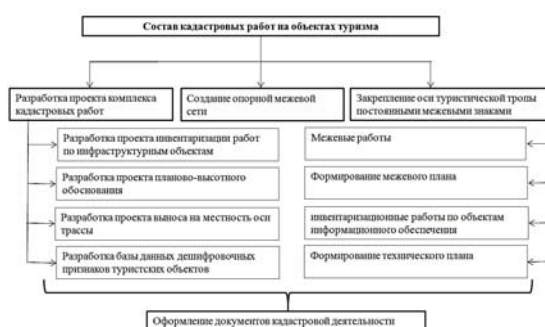 Состав кадастровых работ на объектах туризма
Разработка проекта комплекса
кадастровых работ
Создание опорной межевой
сети
Закрепление оси туристической тропы
постоянными межевыми знаками
Разработка проекта инвентаризации работ
по инфраструктурным объектам
Разработка проекта планово-высотного
обоснования
Разработка проекта выноса на местность оси
трассы
Разработка базы данных дешифровочных
признаков туристских объектов
Межевые работы
Формирование межевого плана
инвентаризационные работы по объектам
информационного обеспечения
Формирование технического плана
Оформление документов кадастровой деятельности